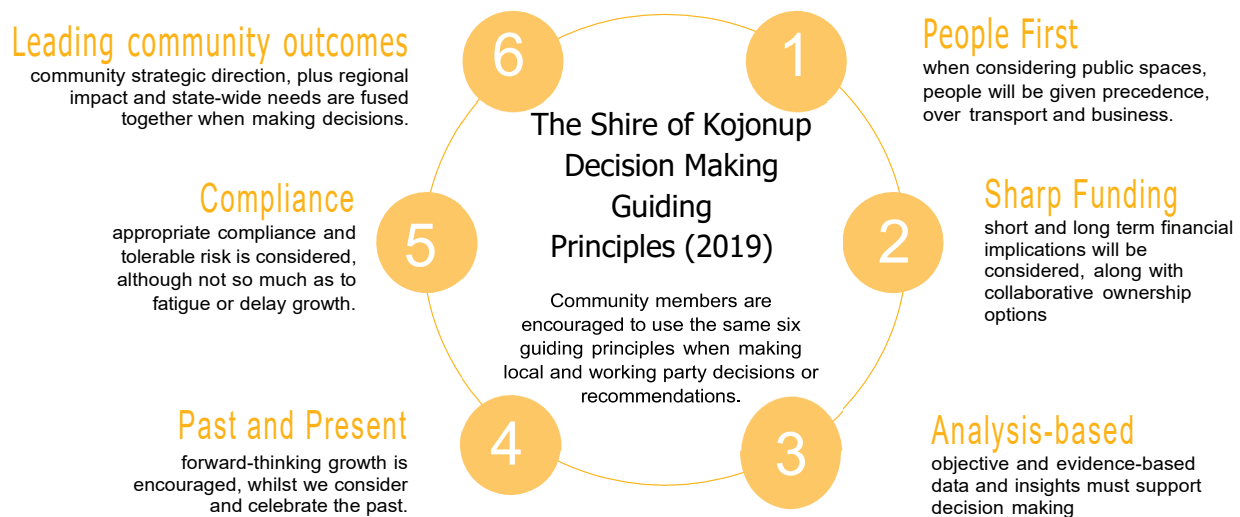 The Shire of Kojonup
Decision Making
Guiding
Principles (2019)
Community members are
encouraged to use the same six
guiding principles when making
local and working party decisions or
recommendations.
1
People First
when considering public spaces,
people will be given precedence,
over transport and business.
2
Sharp Funding
short and long term financial
implications will be
considered, along with
collaborative ownership
options
3
Analysis-based
objective and evidence-based
data and insights must support
decision making
4
Past and Present
forward-thinking growth is
encouraged, whilst we consider
and celebrate the past.
5
Compliance
appropriate compliance and
tolerable risk is considered,
although not so much as to
fatigue or delay growth.
6
Leading community outcomes
community strategic direction, plus regional
impact and state-wide needs are fused
together when making decisions.